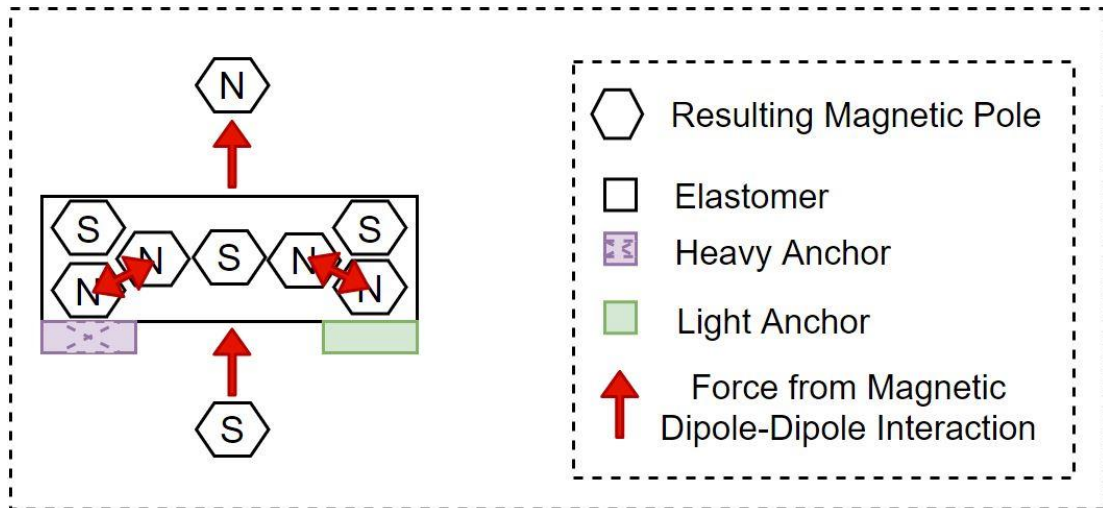 N
S
S
N
S
N
N
N
S
Resulting Magnetic Pole
Elastomer
Heavy Anchor
Light Anchor
Force from Magnetic
Dipole-Dipole Interaction